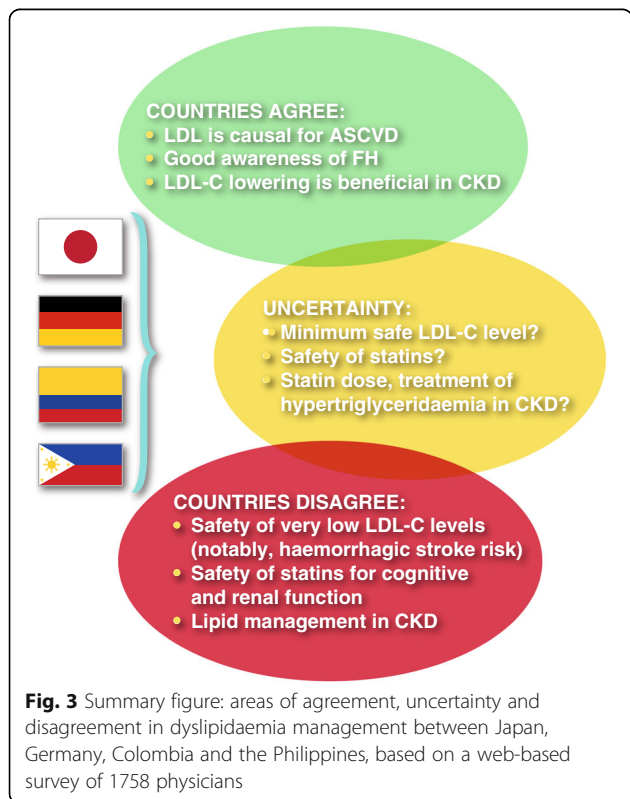 COUNTRIES AGREE:
• LDL is causal for ASCVD
• Good awareness of FH
• LDL-C lowering is beneficial in CKD
UNCERTAINTY:
• Minimum safe LDL-C level?
• Safety of statins?
• Statin dose, treatment of
hypertriglyceridaemia in CKD?
COUNTRIES DISAGREE:
• Safety of very low LDL-C levels
(notably, haemorrhagic stroke risk)
• Safety of statins for cognitive
and renal function
• Lipid management in CKD
Fig. 3 Summary figure: areas of agreement, uncertainty and
disagreement in dyslipidaemia management between Japan,
Germany, Colombia and the Philippines, based on a web-based
survey of 1758 physicians